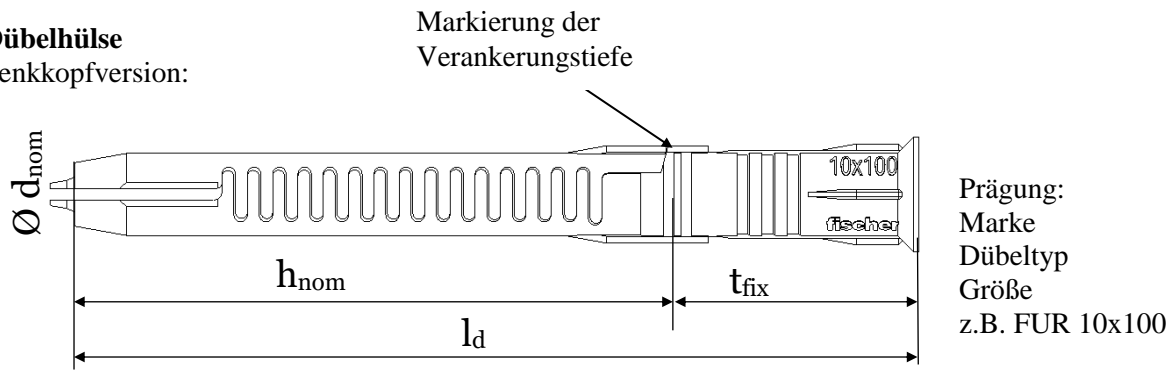 Dübelhülse
enkkopfversion:
Markierung der
Verankerungstiefe
Ø dnom
10x100
fischer
hnom
tfix
ld
Prägung:
Marke
Dübeltyp
Größe
z.B. FUR 10x100